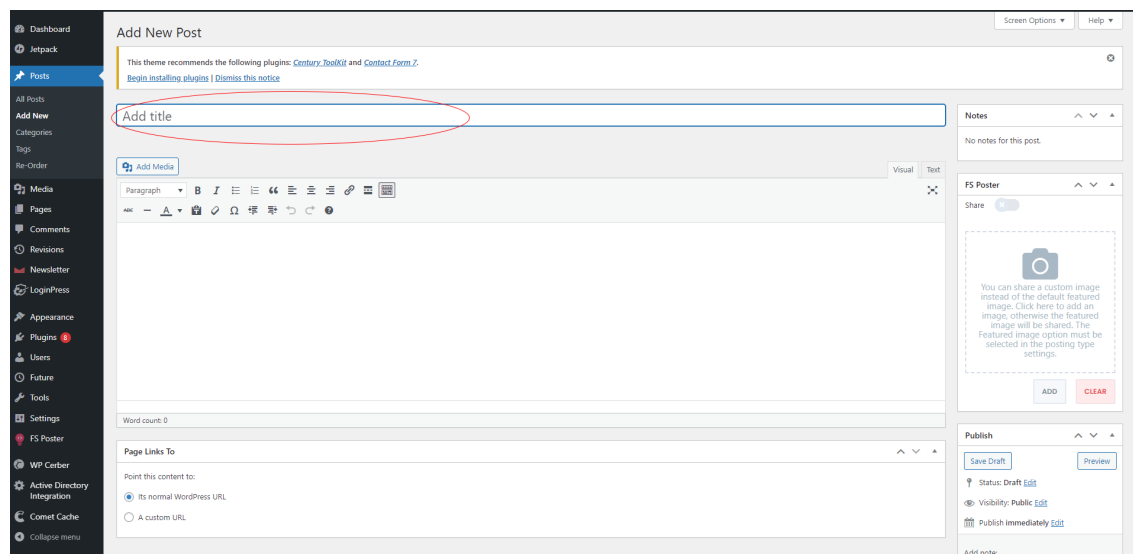 Dashboard
Jetpack
Posts
All Posts
Add New
Categories
Tags
Re-Order
Media
Pages
Comments
Revisions
Newsletter
LoginPress
Appearance
Plugins 8
Users
Future
Tools
Settings
FS Poster
WP Cerber
Active Directory
Integration
Comet Cache
Collapse menu
Screen Options
Help
Add New Post
This theme recommends the following plugins: Century ToolKit and Contact Form 7.
Begin installing plugins | Dismiss this notice
Add title
Add Media
Visual Text
Paragraph
B I
ABC A Ω
Word count: 0
Page Links To
Point this content to:
Its normal WordPress URL
A custom URL
Notes
No notes for this post.
FS Poster
Share
You can share a custom image
instead of the default featured
image. Click here to add an
image, otherwise the featured
image will be shared. The
Featured image option must be
selected in the posting type
settings.
ADD CLEAR
Publish
Save Draft Preview
Status: Draft Edit
Visibility: Public Edit
Publish immediately Edit
Add note: